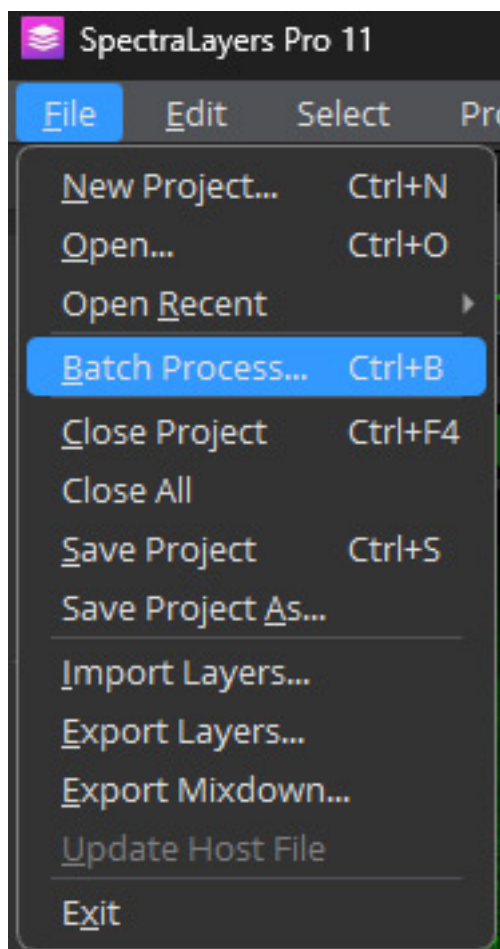 SpectraLayers Pro 11
File Edit Select
New Project... Ctrl+N
Open... Ctrl+O
Open Recent
Batch Process... Ctrl+B
Close Project Ctrl+F4
Close All
Save Project Ctrl+S
Save Project As...
Import Layers...
Export Layers...
Export Mixdown...
Update Host File
Exit